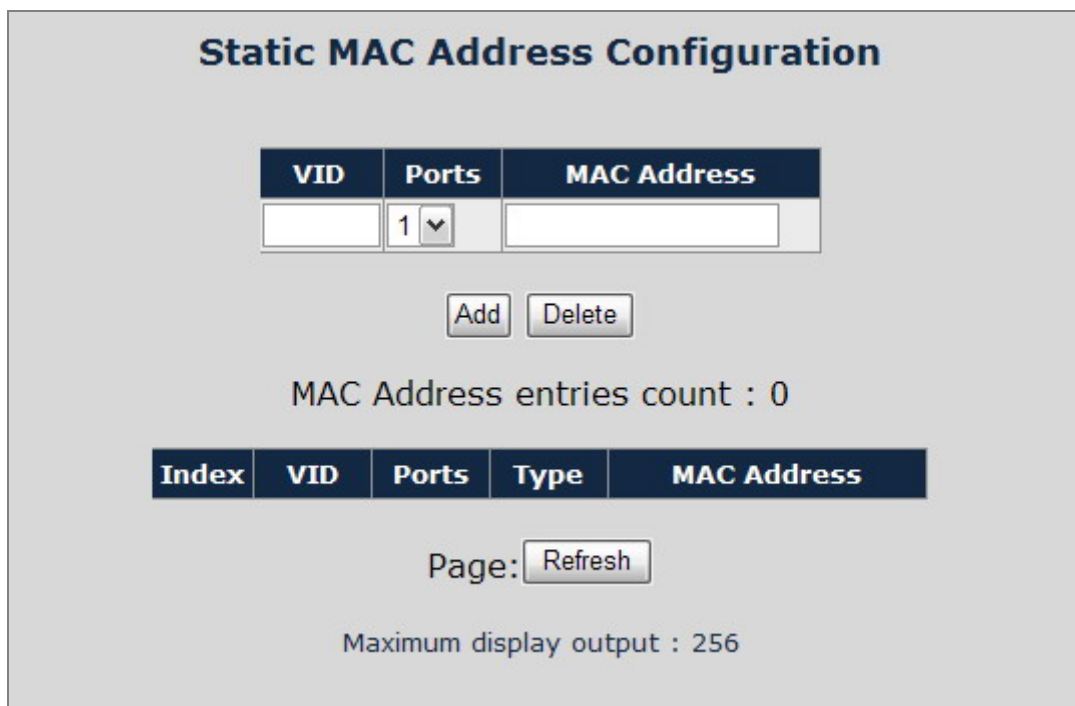 Static MAC Address Configuration
VID Ports MAC Address
1
Add Delete
MAC Address entries count : 0
Index VID Ports Type MAC Address
Page: Refresh
Maximum display output : 256